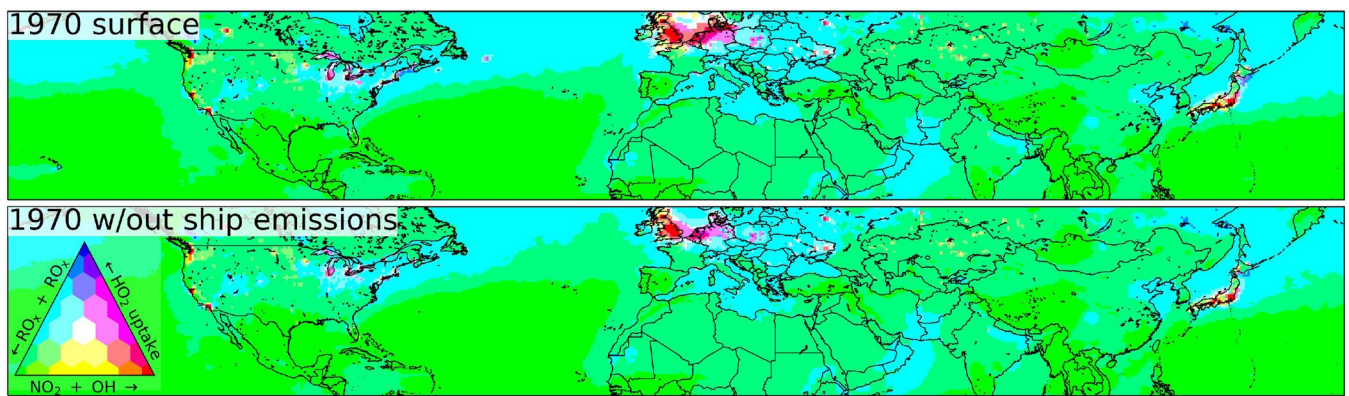 1970 surface
1970 w/out ship emissions
← ROₓ + ROₓ
← HO₂ uptake
NO₂ + OH →